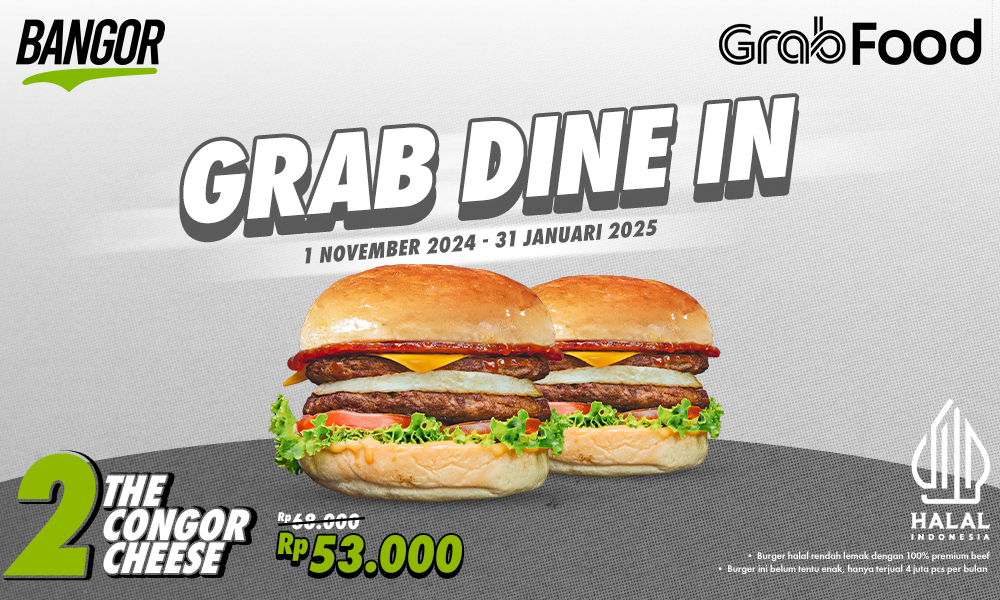 BANGOR
GrabFood
GRAB DINE IN
1 NOVEMBER 2024 - 31 JANUARI 2025
2 THE
CONGOR
CHEESE
Rp68.000
Rp53.000
HALAL
INDONESIA
• Burger halal rendah lemak dengan 100% premium beef
• Burger ini belum tentu enak, hanya terjual 4 juta pcs per bulan